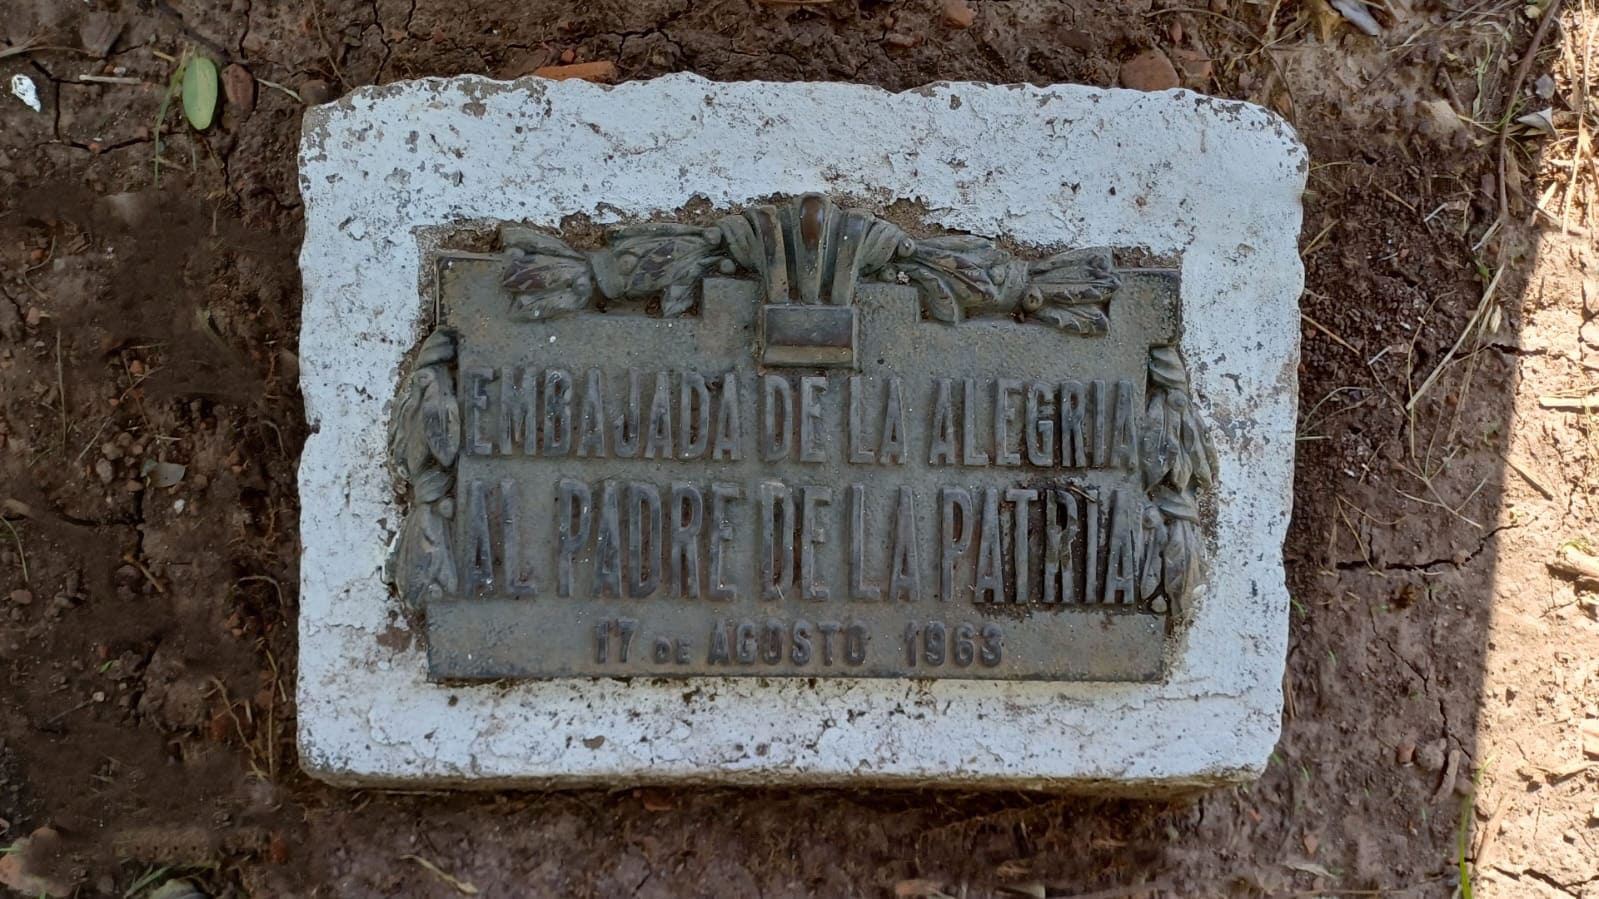 EMBAJADA DE LA ALEGRIA
AL PADRE DE LA PATRIA
17 DE AGOSTO 1963